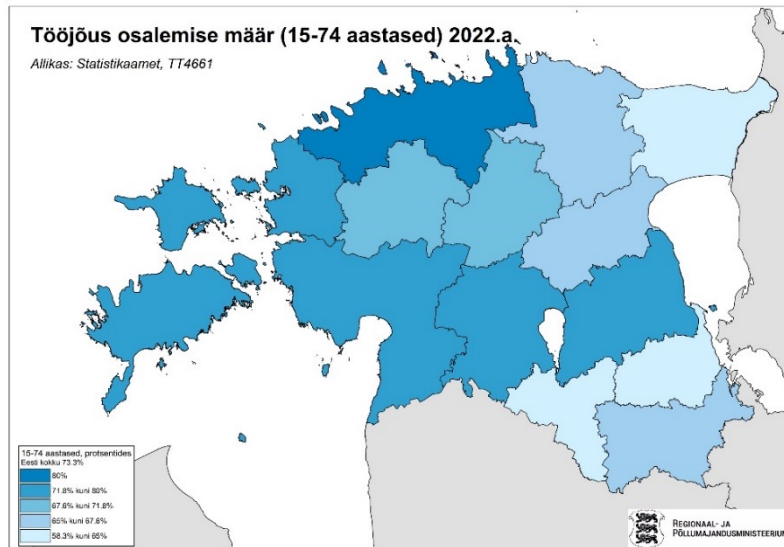 Tööjõus osalemise määr (15-74 aastased) 2022.a.
Allikas: Statistikaamet, TT4661
15-74 aastased, protsentides
Eesti kokku 73.3%
80%
71.8% kuni 80%
67.6% kuni 71.8%
65% kuni 67.6%
58.3% kuni 65%
REGIONAAL- JA
PÕLLUMAJANDUSMINISTEERIUM